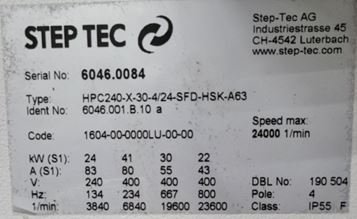 STEP TEC
Step-Tec AG
Industriestrasse 45
CH-4542 Luterbach
www.step-tec.com
Serial No: 6046.0084
Type: HPC240-X-30-4/24-SFD-HSK-A63
Ident No: 6046.001.B.10 a
Speed max:
Code: 1604-00-0000LU-00-00 24000 1/min
kW (S1): 24 41 30 22
A (S1): 83 80 55 43
V: 240 400 400 400 DBL No : 190 504
Hz: 134 234 667 800 Pole: 4
1/min: 3840 6840 19600 23600 Class: IP55 F